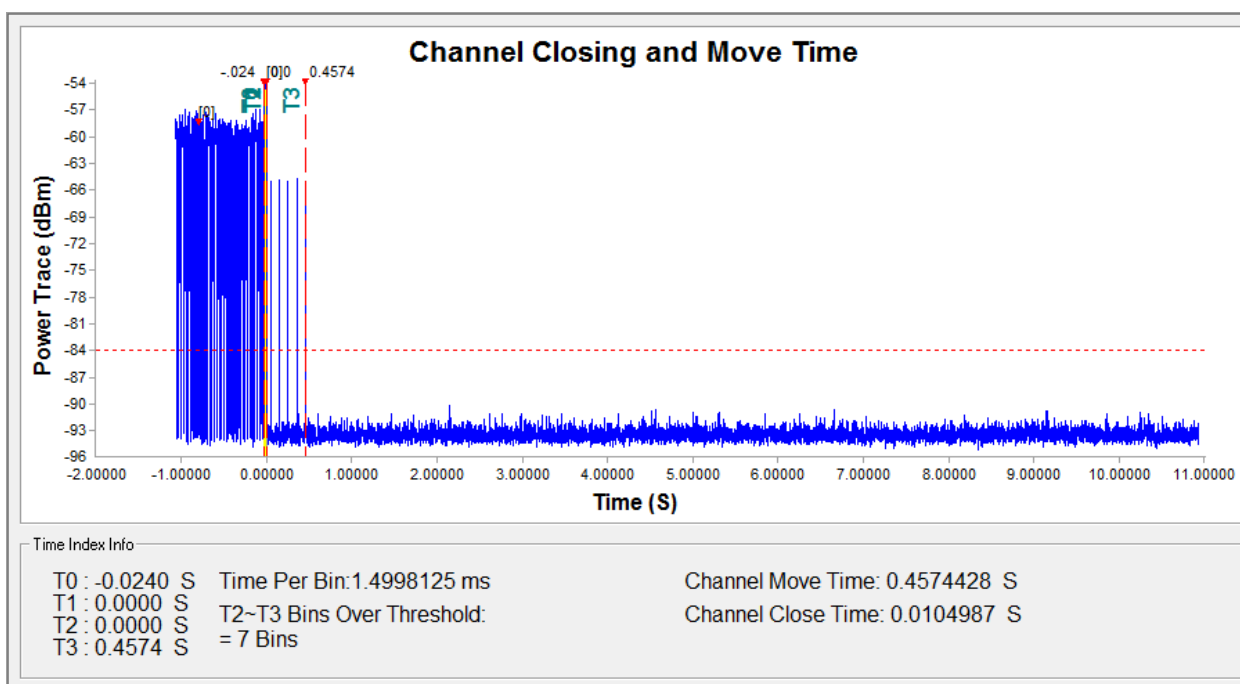 Channel Closing and Move Time
-.024 [0]0 0.4574
-54
-57
[0]
-60
-63
-66
-69
-72
-75
-78
-81
-84
-87
-90
-93
-96
Power Trace (dBm)
T3
-2.00000 -1.00000 0.00000 1.00000 2.00000 3.00000 4.00000 5.00000 6.00000 7.00000 8.00000 9.00000 10.00000 11.00000
Time (S)
Time Index Info
T0 : -0.0240 S
T1 : 0.0000 S
T2 : 0.0000 S
T3 : 0.4574 S
Time Per Bin:1.4998125 ms
T2~T3 Bins Over Threshold:
= 7 Bins
Channel Move Time: 0.4574428 S
Channel Close Time: 0.0104987 S